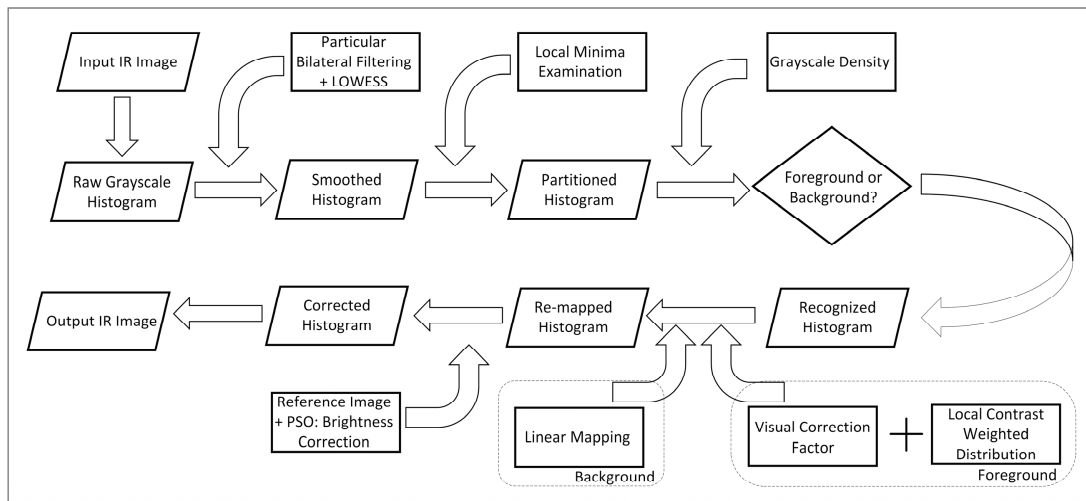 Input IR Image
Particular
Bilateral Filtering
+ LOWESS
Local Minima
Examination
Grayscale Density
Raw Grayscale
Histogram
Smoothed
Histogram
Partitioned
Histogram
Foreground or
Background?
Output IR Image
Corrected
Histogram
Re-mapped
Histogram
Recognized
Histogram
Reference Image
+ PSO: Brightness
Correction
Linear Mapping
Background
Visual Correction
Factor
+
Local Contrast
Weighted
Distribution
Foreground